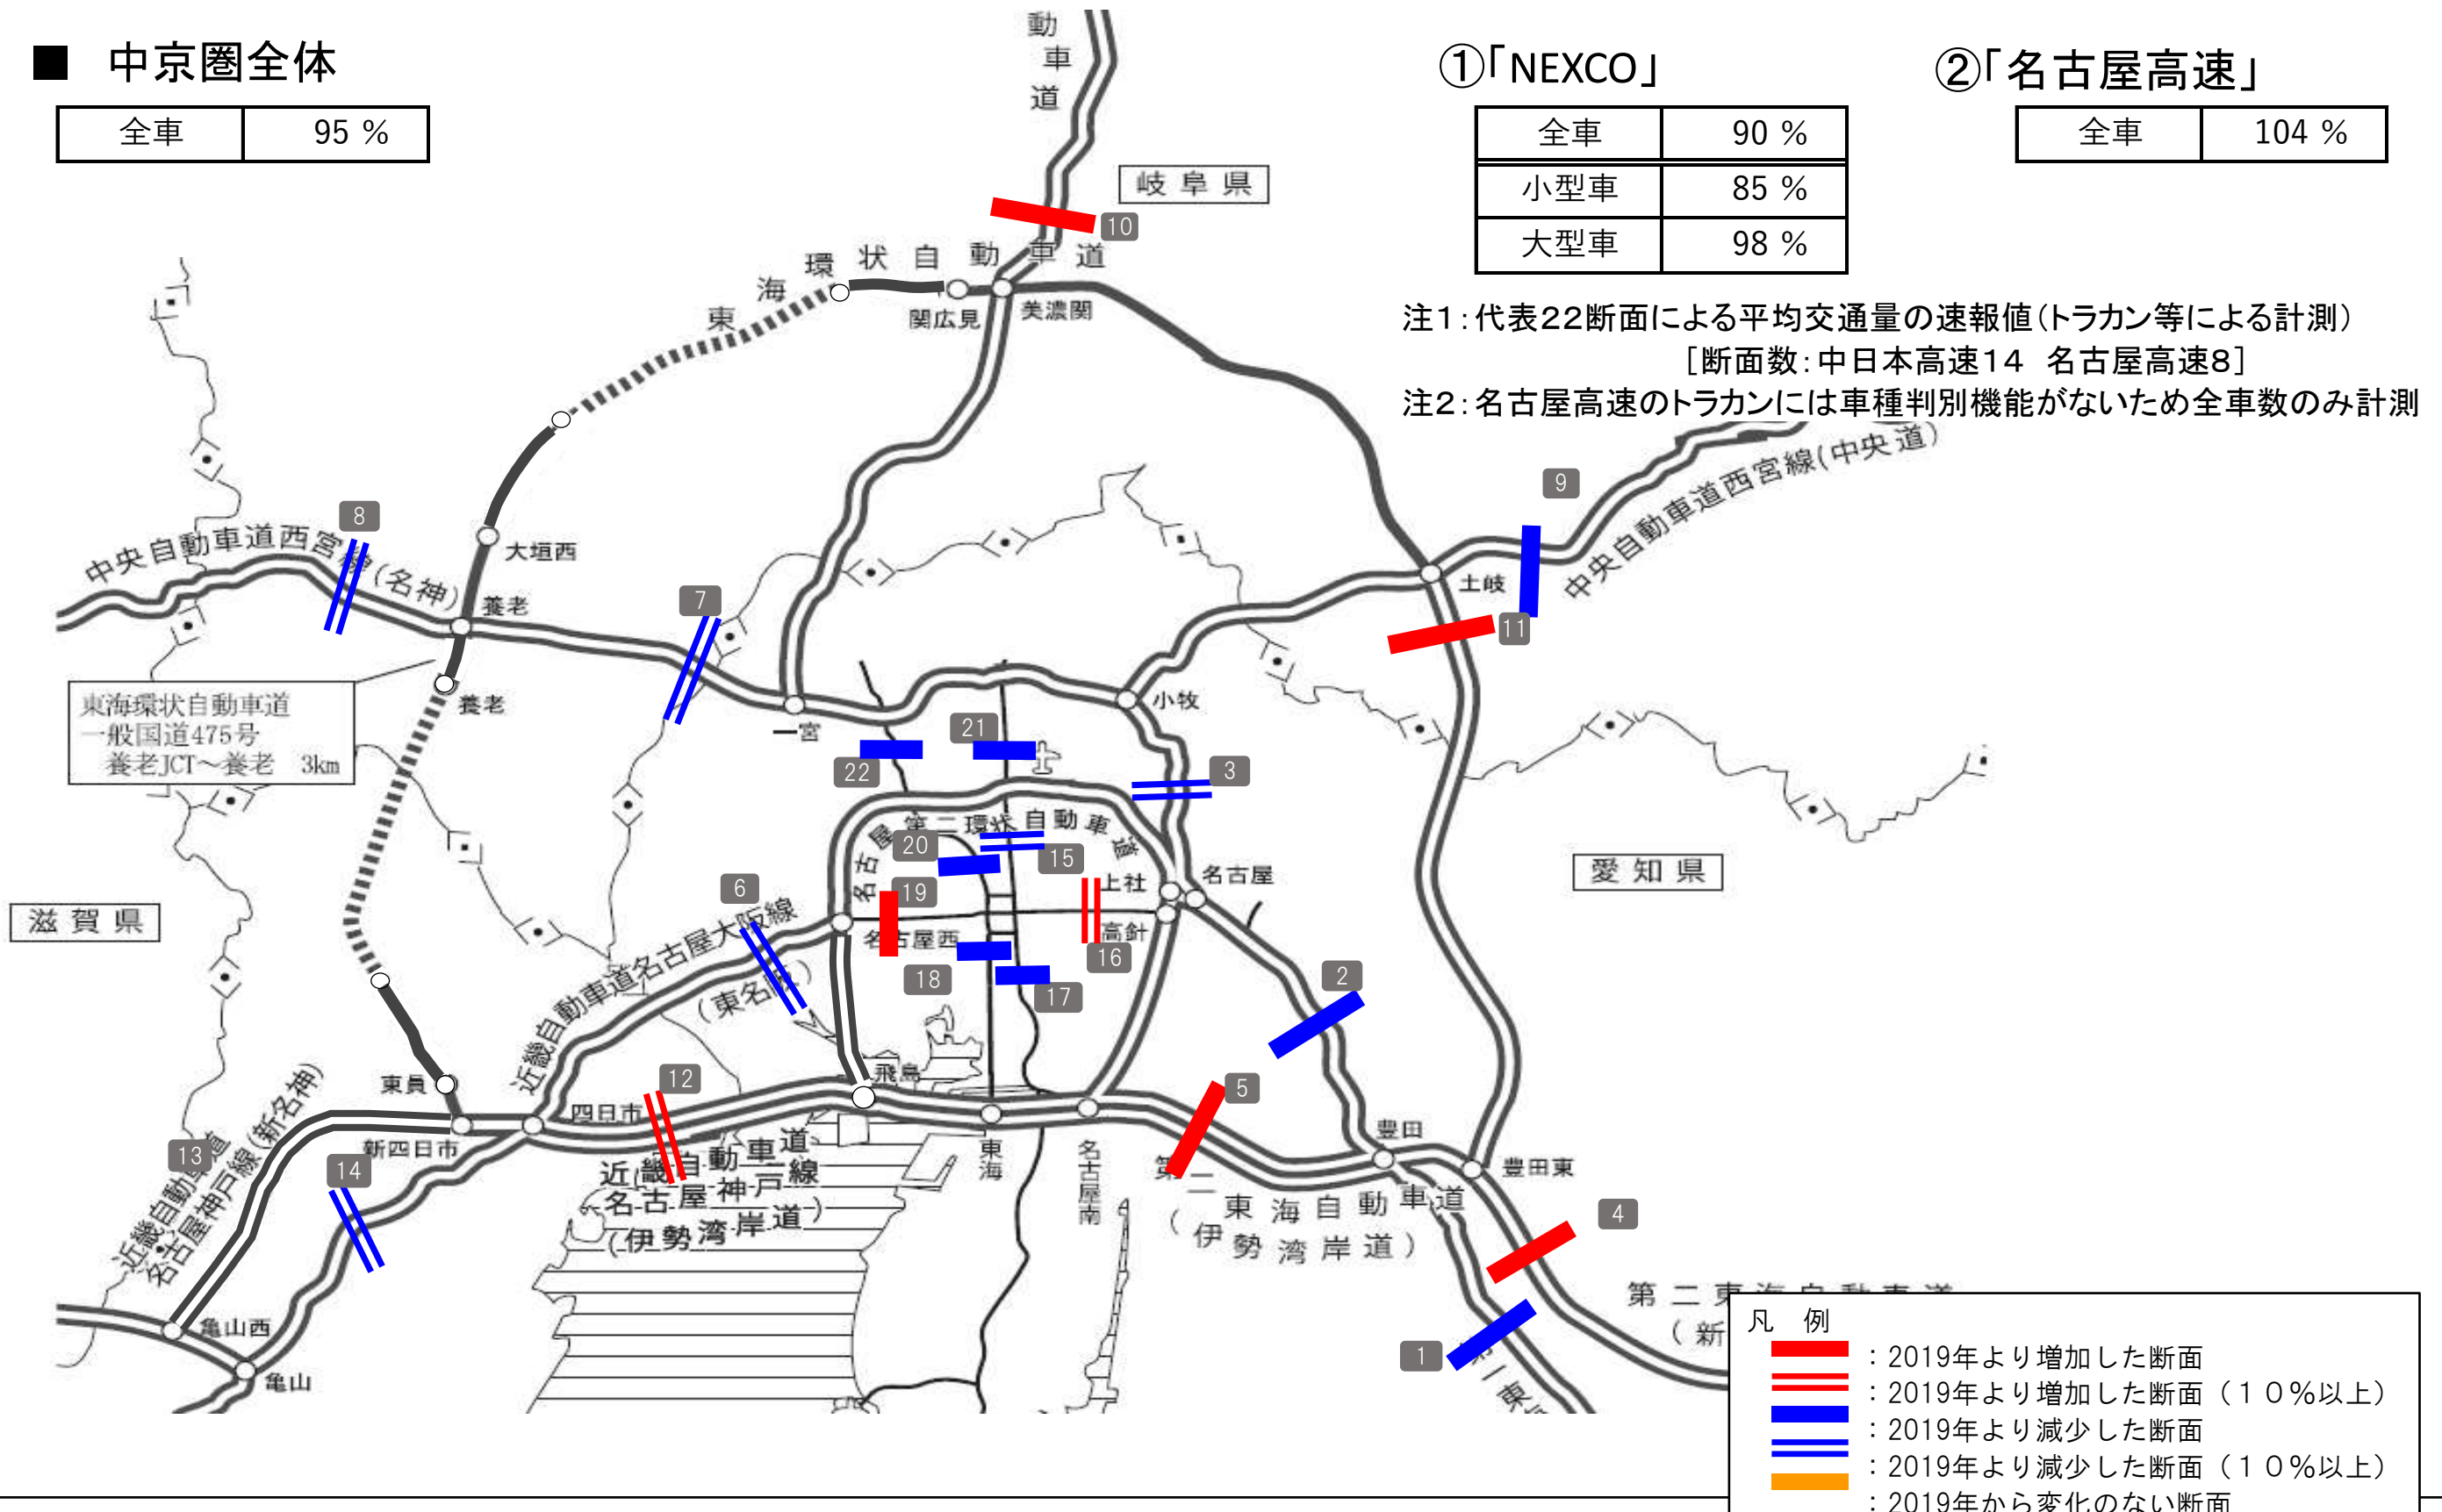 ■ 中京圏全体
全車 95 %
①「NEXCO」
全車 90 %
小型車 85 %
大型車 98 %
②「名古屋高速」
全車 104 %
注1：代表22断面による平均交通量の速報値（トラカン等による計測）
［断面数：中日本高速14 名古屋高速8］
注2：名古屋高速のトラカンには車種判別機能がないため全車数のみ計測
動車道
岐阜県
10
東海環状自動車道
関広見
美濃関
9
中央自動車道西宮線(中央道)
8
中央自動車道西宮線(名神)
大垣西
養老
土岐
11
7
養老
東海環状自動車道
一般国道475号
養老JCT～養老 3km
一宮
小牧
21
22
3
名古屋第二環状自動車道
20
15
上社
名古屋
愛知県
19
6
滋賀県
名古屋西
高針
16
近畿自動車道名古屋大阪線
(東名阪)
18
17
2
飛島
12
5
東員
四日市
近畿自動車道
名古屋神戸線(新名神)
13
14
新四日市
近畿自動車道
名古屋神戸線
(伊勢湾岸道)
東海
名古屋南
豊田
豊田東
第二東海自動車道
(伊勢湾岸道)
4
亀山西
亀山
1
第二東海自動車道
(新
第一東
凡 例
：2019年より増加した断面
：2019年より増加した断面（１０％以上）
：2019年より減少した断面
：2019年より減少した断面（１０％以上）
：2019年から変化のない断面